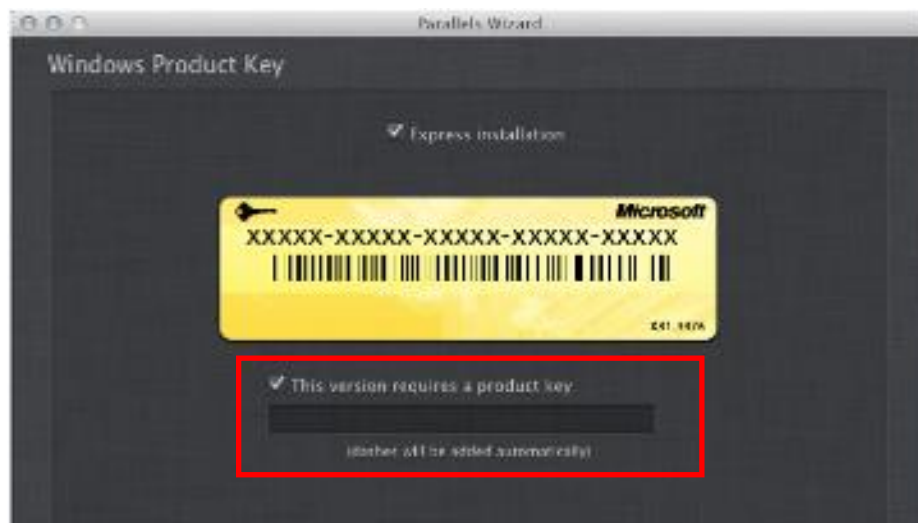 Parallels Wizard
Windows Product Key
Express installation
Microsoft
XXXXX-XXXXX-XXXXX-XXXXX-XXXXX
This version requires a product key
(dashes will be added automatically)